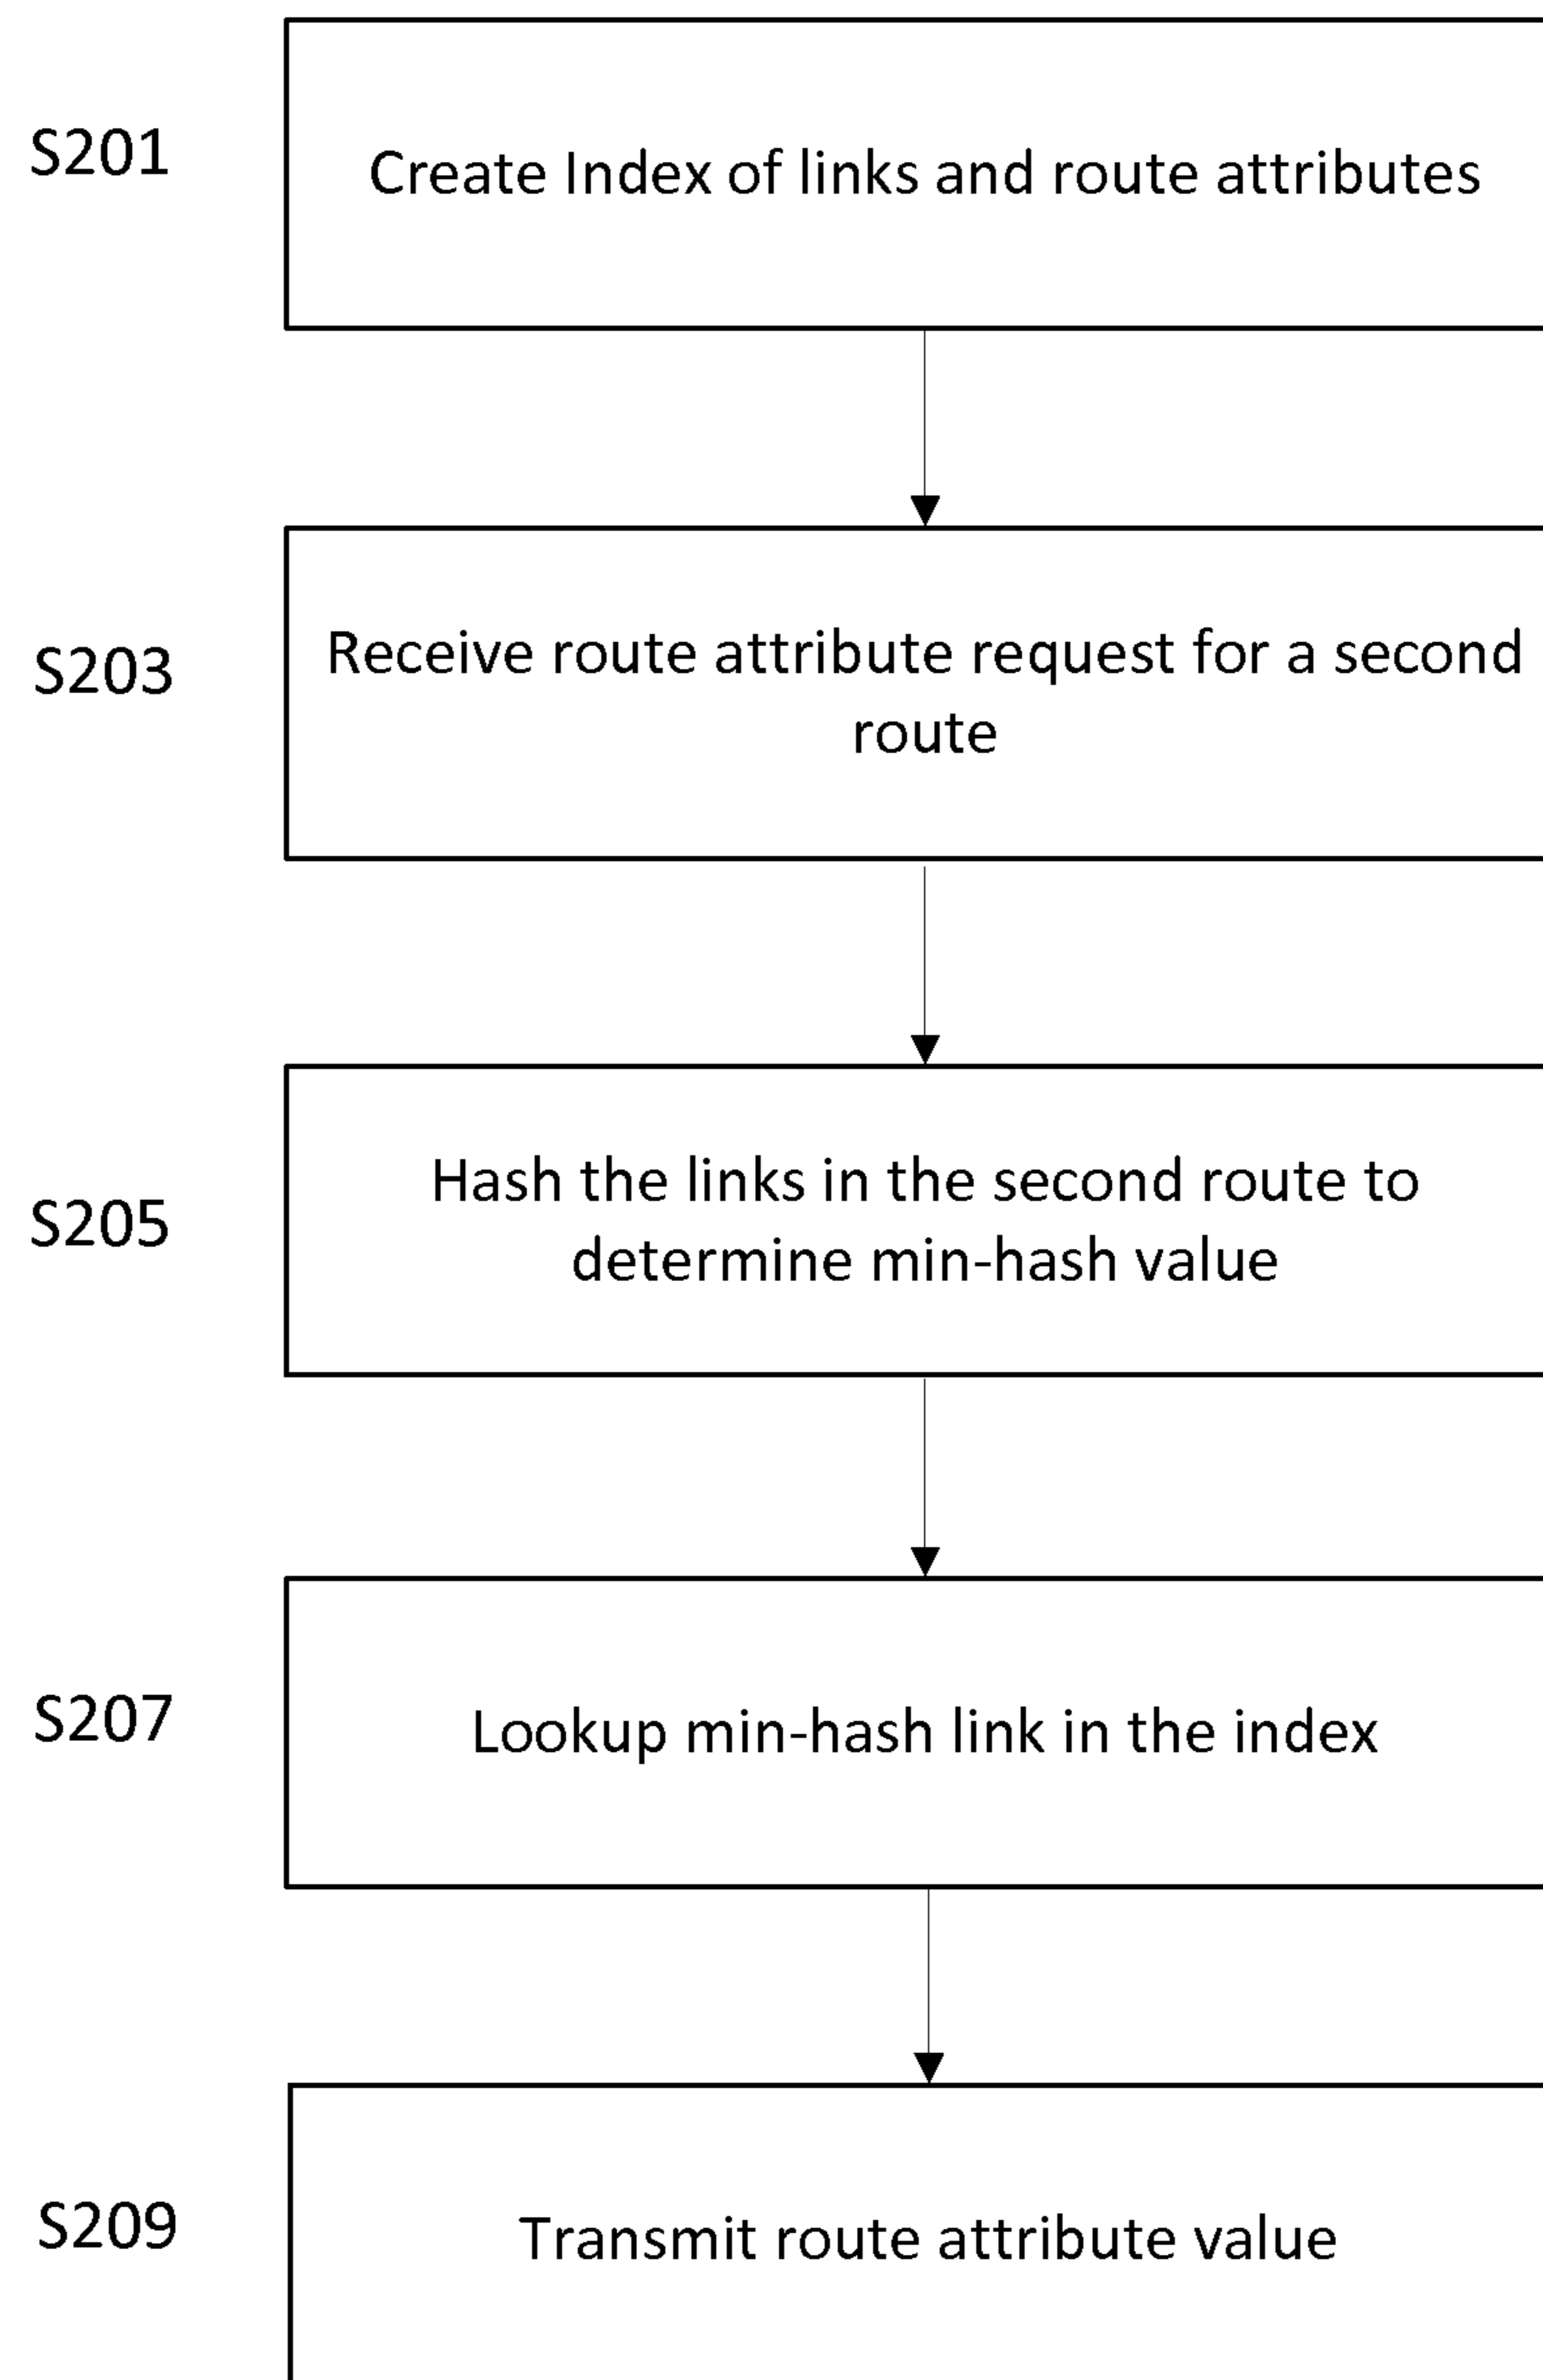 S201
Create Index of links and route attributes
S203
Receive route attribute request for a second
route
S205
Hash the links in the second route to
determine min-hash value
S207
Lookup min-hash link in the index
S209
Transmit route attribute value